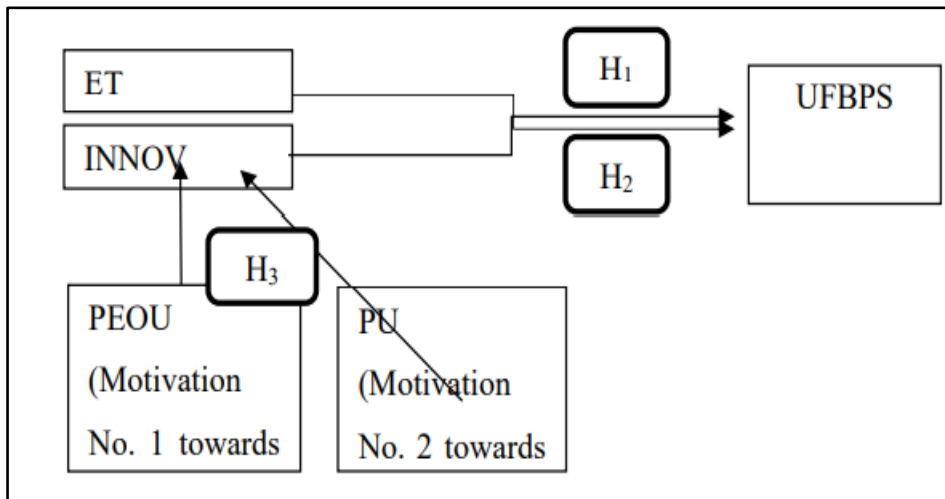 ET
H₁
UFBPS
INNOV
H₂
H₃
PEOU
(Motivation
No. 1 towards
PU
(Motivation
No. 2 towards